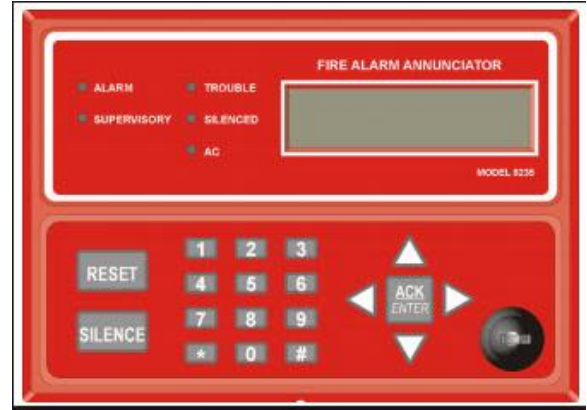 FIRE ALARM ANNUNCIATOR
ALARM TROUBLE
SUPERVISORY SILENCED
AC
MODEL 5235
RESET
SILENCE
1 2 3
4 5 6
7 8 9
* 0 #
ACK
ENTER